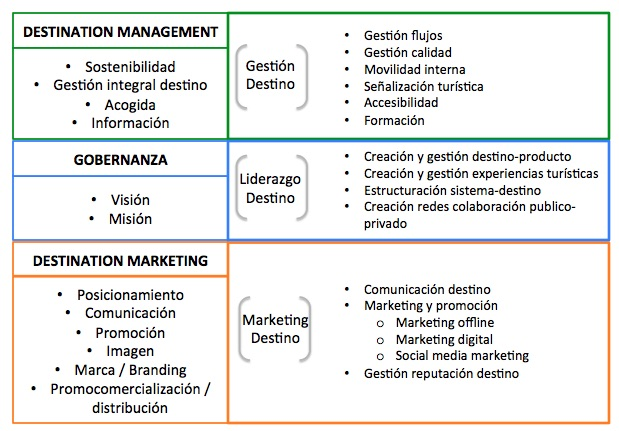 DESTINATION MANAGEMENT
• Sostenibilidad
• Gestión integral destino
• Acogida
• Información
Gestión
Destino
• Gestión flujos
• Gestión calidad
• Movilidad interna
• Señalización turística
• Accesibilidad
• Formación
GOBERNANZA
• Visión
• Misión
Liderazgo
Destino
• Creación y gestión destino-producto
• Creación y gestión experiencias turísticas
• Estructuración sistema-destino
• Creación redes colaboración publico-
privado
DESTINATION MARKETING
• Posicionamiento
• Comunicación
• Promoción
• Imagen
• Marca / Branding
• Promocomercialización /
distribución
Marketing
Destino
• Comunicación destino
• Marketing y promoción
o Marketing offline
o Marketing digital
o Social media marketing
• Gestión reputación destino